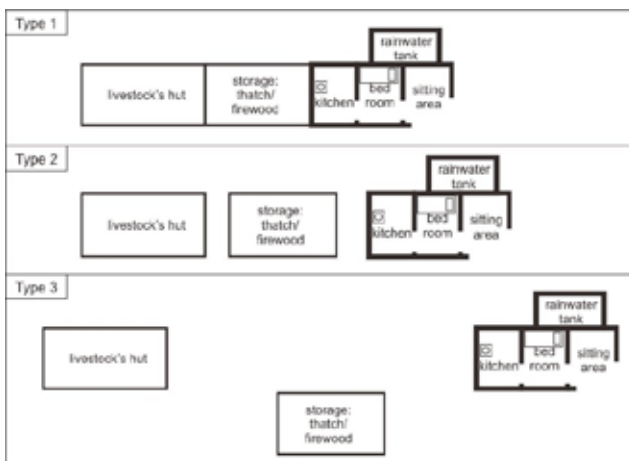 Type 1
rainwater
tank
livestock's hut
storage:
thatch/
firewood
kitchen
bed
room
sitting
area
Type 2
rainwater
tank
livestock's hut
storage:
thatch/
firewood
kitchen
bed
room
sitting
area
Type 3
rainwater
tank
livestock's hut
kitchen
bed
room
sitting
area
storage:
thatch/
firewood